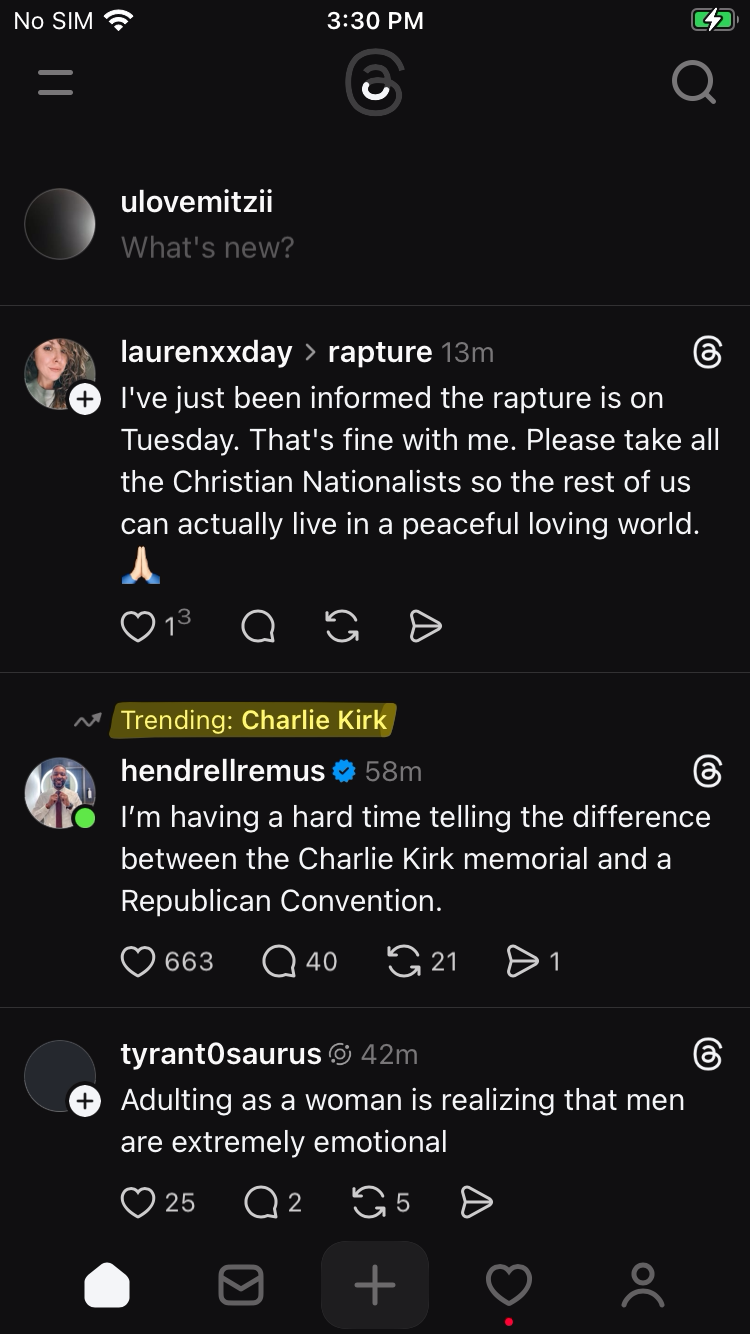 No SIM 3:30 PM
ulovemitzii
What's new?
laurenxxday > rapture 13m
I've just been informed the rapture is on
Tuesday. That's fine with me. Please take all
the Christian Nationalists so the rest of us
can actually live in a peaceful loving world.
🙏🏻
13
Trending: Charlie Kirk
hendrellremus 58m
I’m having a hard time telling the difference
between the Charlie Kirk memorial and a
Republican Convention.
663 40 21 1
tyrant0saurus 42m
Adulting as a woman is realizing that men
are extremely emotional
25 2 5